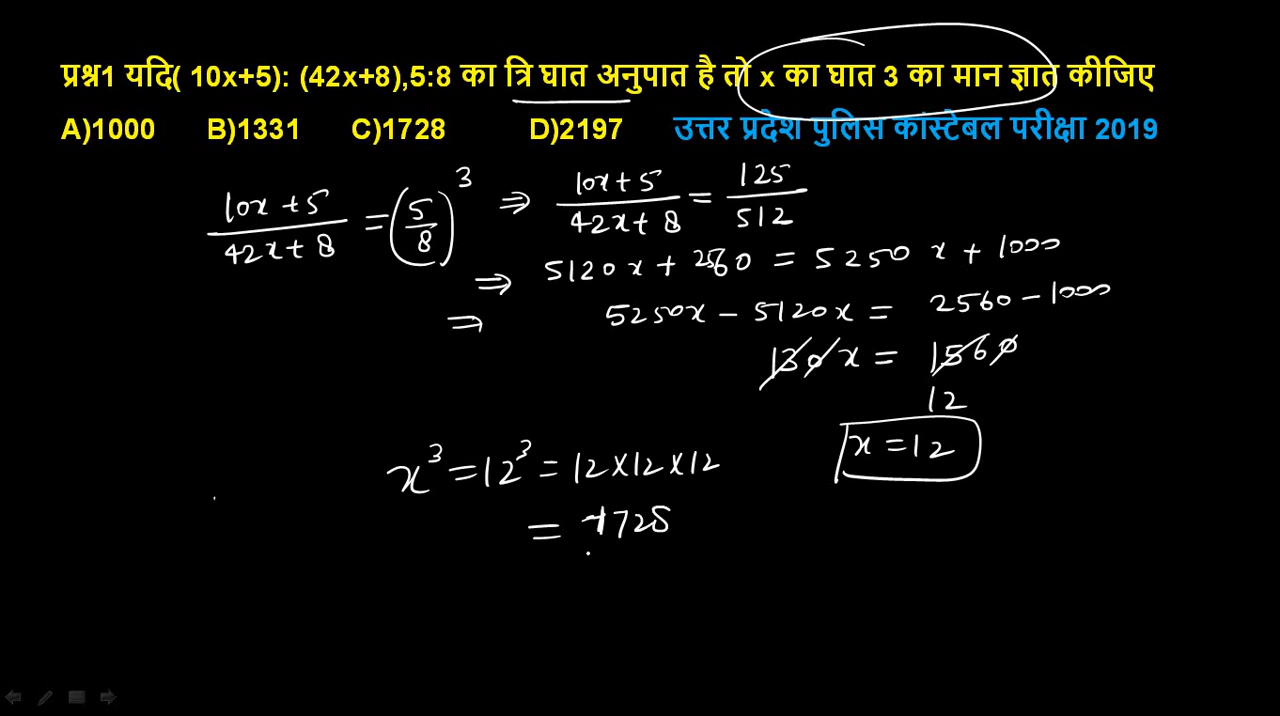 प्रश्न1 यदि( 10x+5): (42x+8),5:8 का त्रि घात अनुपात है तो x का घात 3 का मान ज्ञात कीजिए
A)1000 B)1331 C)1728 D)2197 उत्तर प्रदेश पुलिस कांस्टेबल परीक्षा 2019
(10x+5)/(42x+8) = (5/8)^3 ⇒ (10x+5)/(42x+8) = 125/512
⇒ 5120x + 2560 = 5250x + 1000
⇒ 5250x - 5120x = 2560 - 1000
130x = 1560
12
x = 12
x^3 = 12^3 = 12×12×12
= 1728